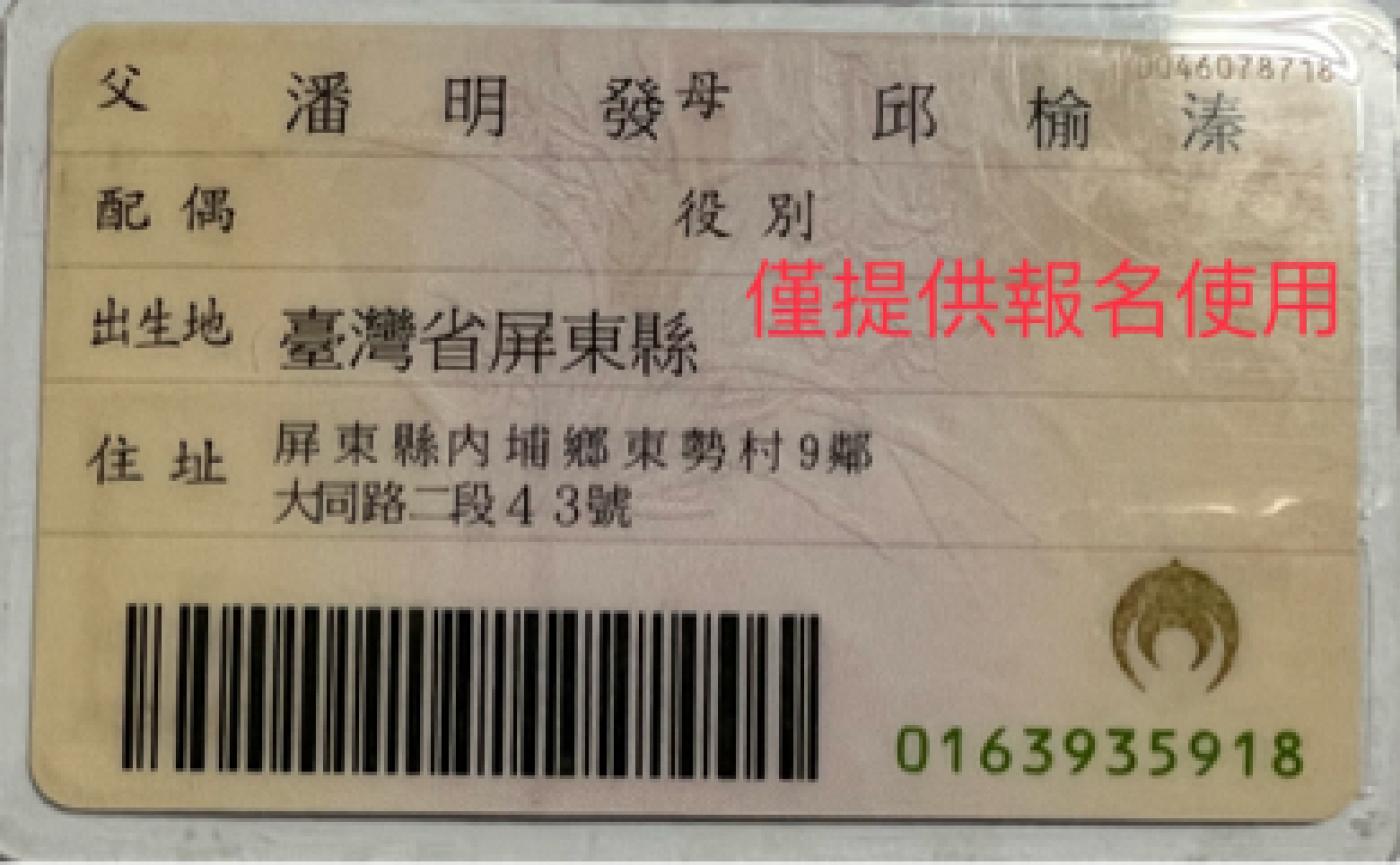 0046078718
父 潘明發 母 邱榆溱
配偶 役別
僅提供報名使用
出生地 臺灣省屏東縣
住址 屏東縣內埔鄉東勢村9鄰
大同路二段43號
0163935918